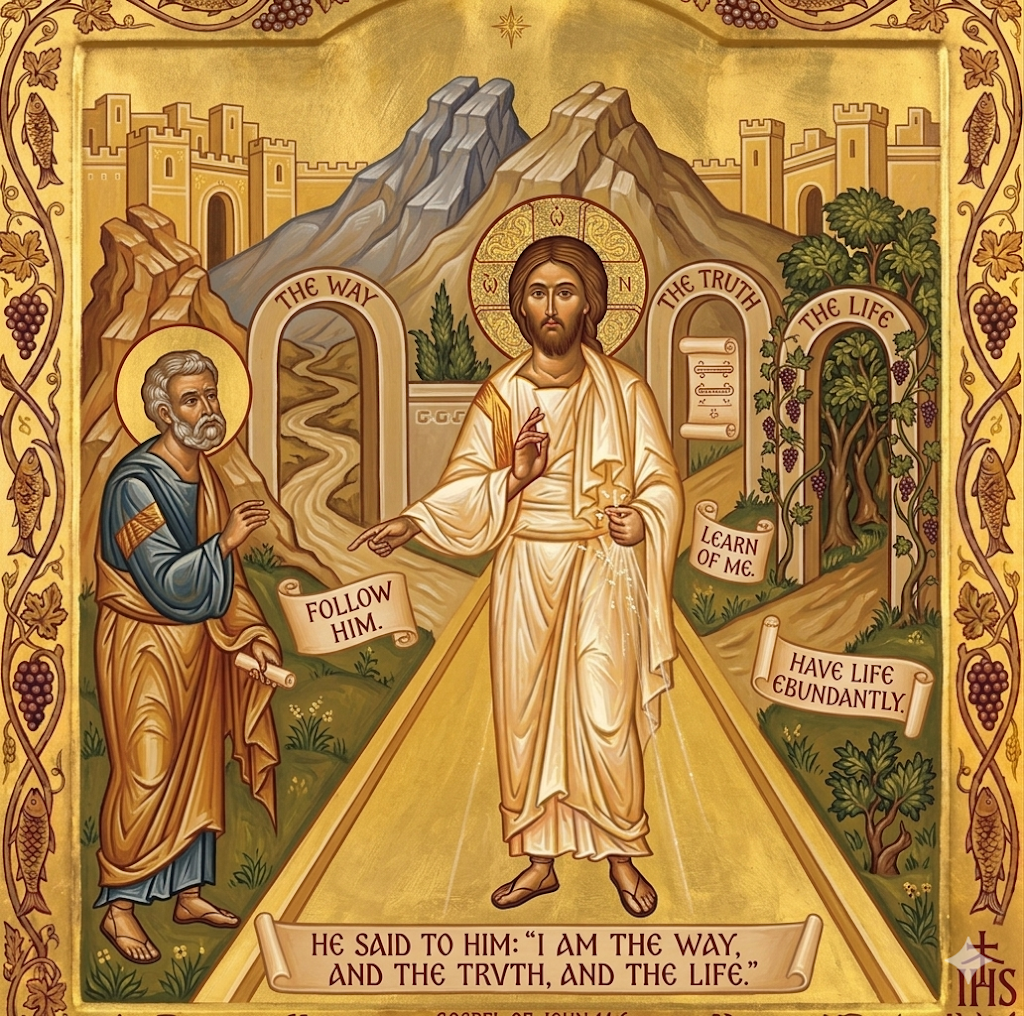 THE WAY
THE TRUTH
THE LIFE
Ѡ
Ѡ N
FOLLOW
HIM.
LEARN
OF ME.
HAVE LIFE
EBUNDANTLY.
HE SAID TO HIM: “I AM THE WAY,
AND THE TRVTH, AND THE LIFE.”
IHS